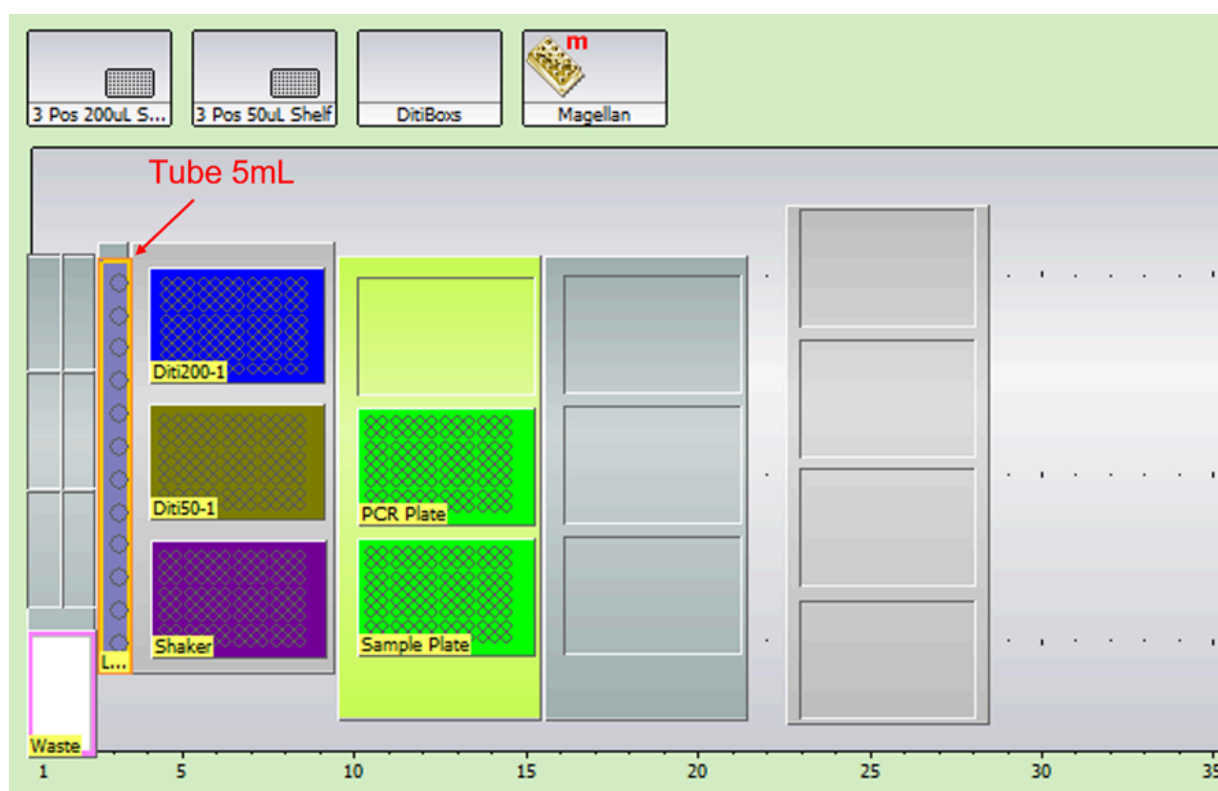 m
3 Pos 200uL S...
3 Pos 50uL Shelf
DitiBoxs
Magellan
Tube 5mL
Diti200-1
Diti50-1
PCR Plate
Shaker
Sample Plate
L...
Waste
1 5 10 15 20 25 30 35